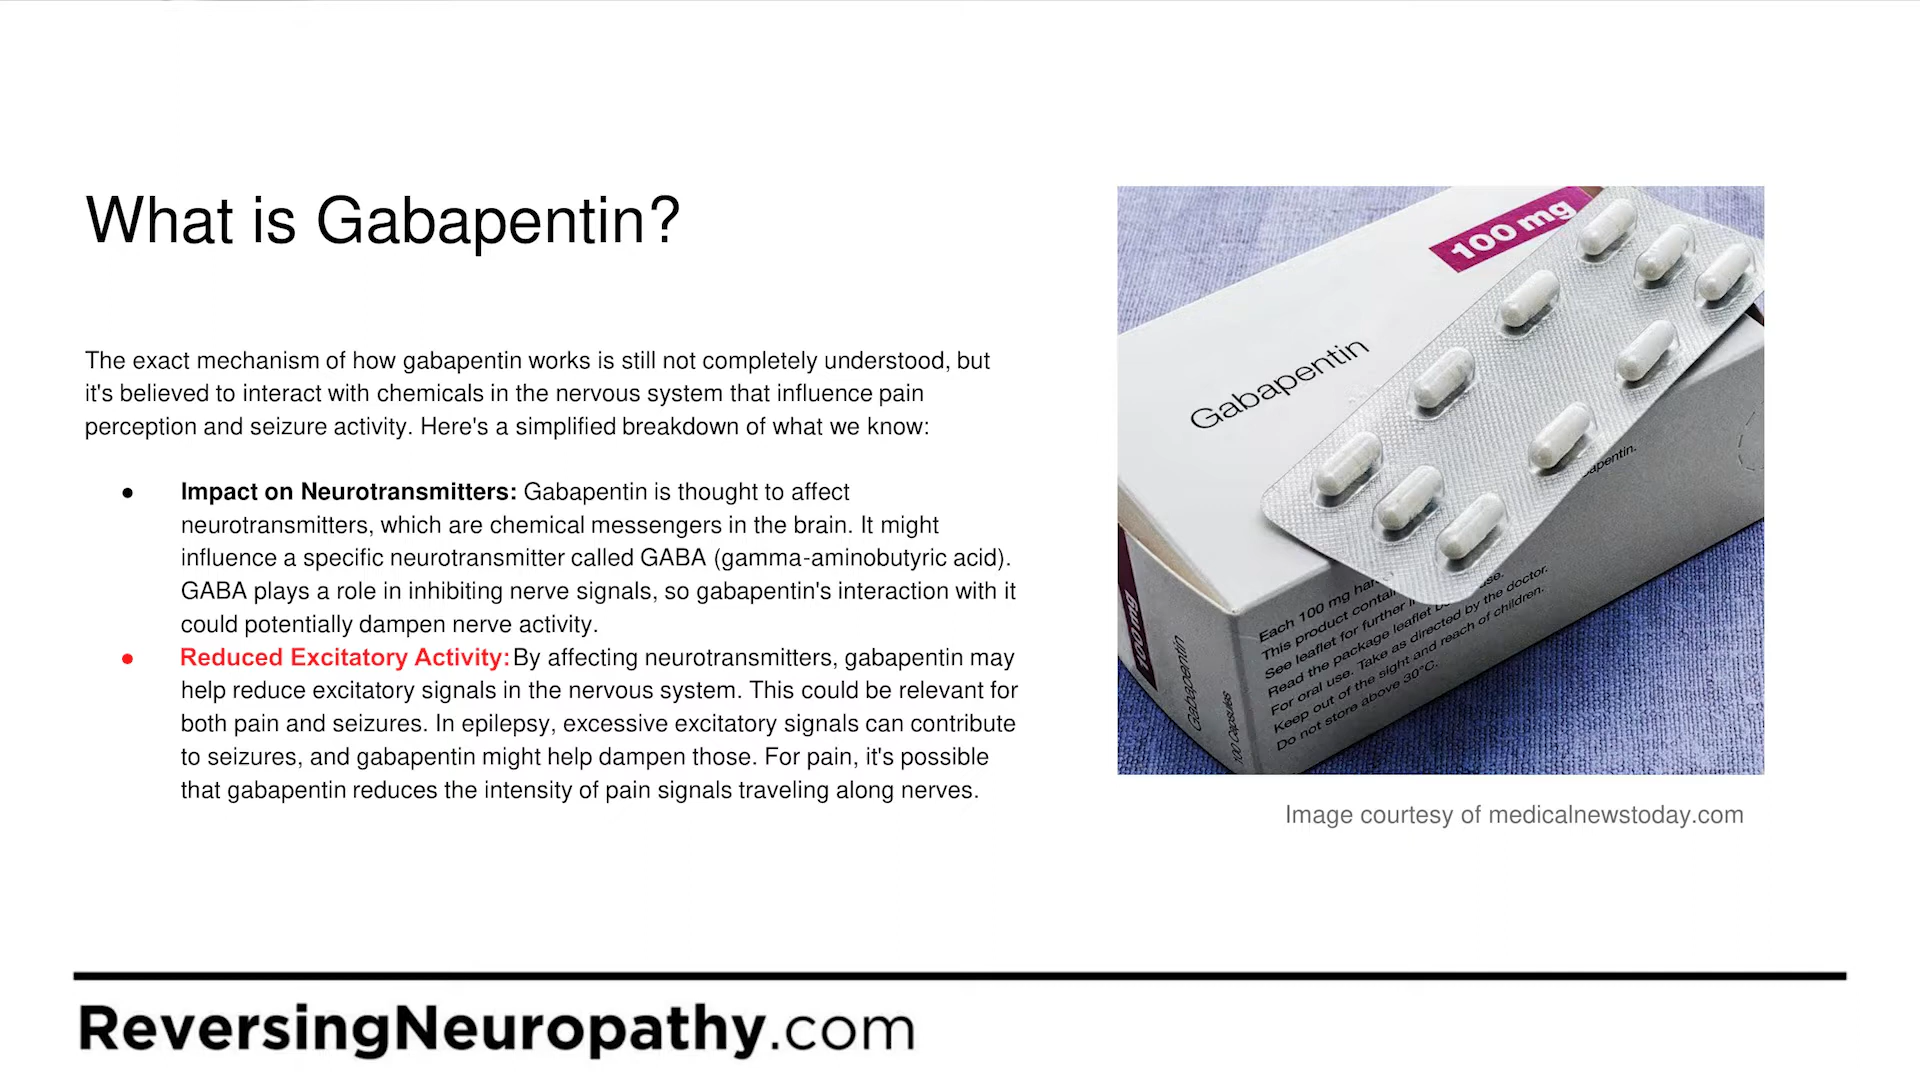 What is Gabapentin?
The exact mechanism of how gabapentin works is still not completely understood, but
it's believed to interact with chemicals in the nervous system that influence pain
perception and seizure activity. Here's a simplified breakdown of what we know:
● Impact on Neurotransmitters: Gabapentin is thought to affect
neurotransmitters, which are chemical messengers in the brain. It might
influence a specific neurotransmitter called GABA (gamma-aminobutyric acid).
GABA plays a role in inhibiting nerve signals, so gabapentin's interaction with it
could potentially dampen nerve activity.
● Reduced Excitatory Activity: By affecting neurotransmitters, gabapentin may
help reduce excitatory signals in the nervous system. This could be relevant for
both pain and seizures. In epilepsy, excessive excitatory signals can contribute
to seizures, and gabapentin might help dampen those. For pain, it's possible
that gabapentin reduces the intensity of pain signals traveling along nerves.
100 mg
Gabapentin
Each 100 mg
This product
See leaflet for further
Read the package leaflet
For oral use. Take as directed by the doctor.
Keep out of the sight and reach of children.
Do not store above 30°C.
100 mg
Gabapentin
100 Capsules
Image courtesy of medicalnewstoday.com
ReversingNeuropathy.com